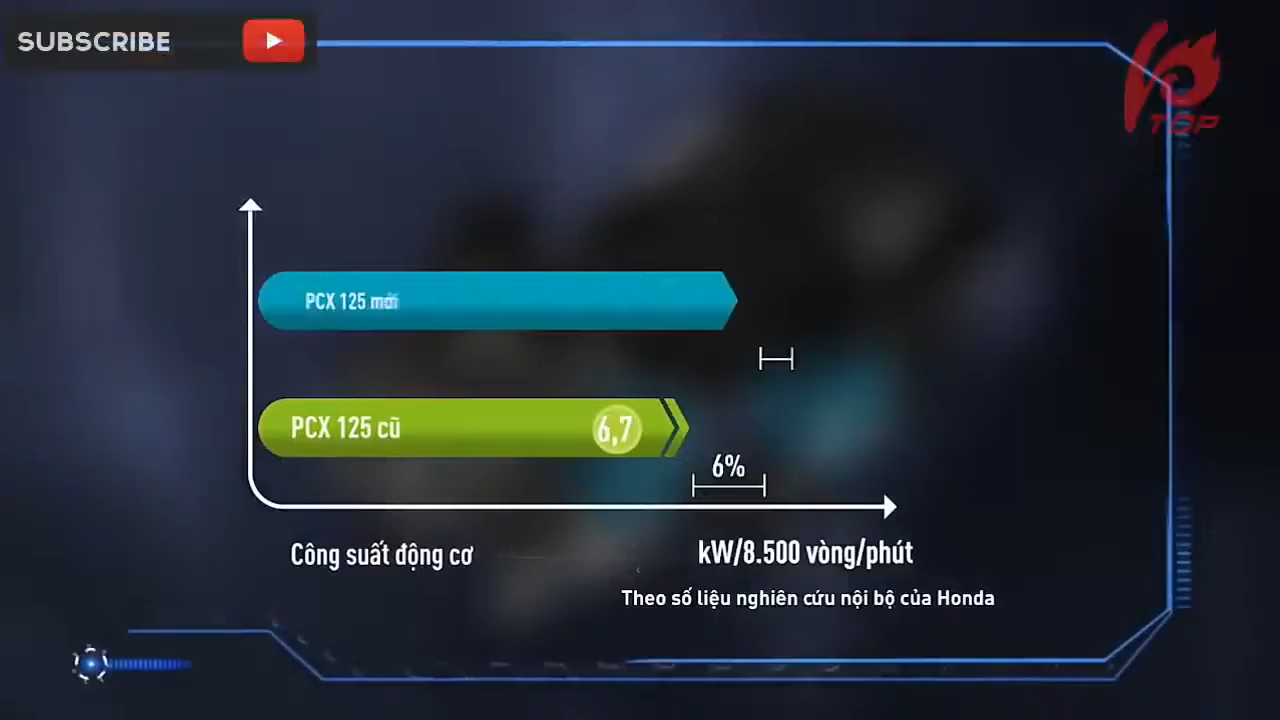 SUBSCRIBE
TOP
PCX 125 mới
PCX 125 cũ
6,7
6%
Công suất động cơ
kW/8.500 vòng/phút
Theo số liệu nghiên cứu nội bộ của Honda